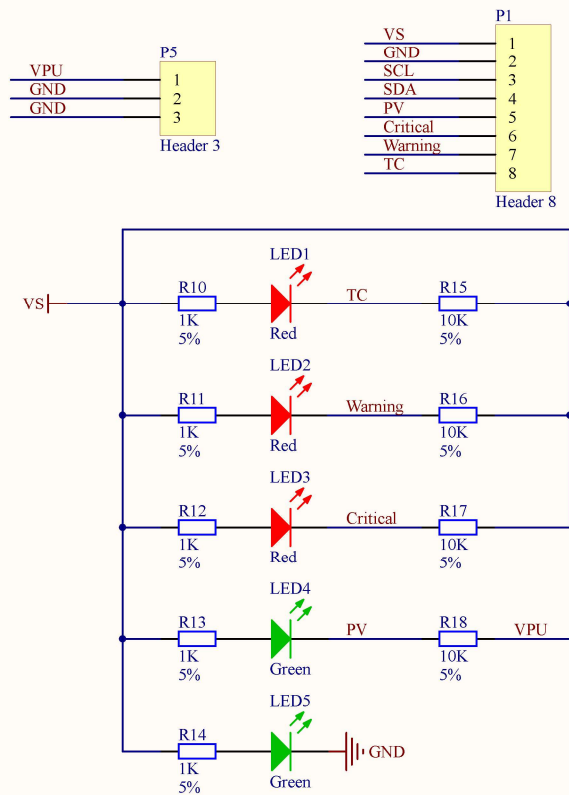 P5
VPU 1
GND 2
GND 3
Header 3
P1
VS 1
GND 2
SCL 3
SDA 4
PV 5
Critical 6
Warning 7
TC 8
Header 8
VS
LED1
R10 TC R15
1K Red 10K
5% 5%
LED2
R11 Warning R16
1K Red 10K
5% 5%
LED3
R12 Critical R17
1K Red 10K
5% 5%
LED4
R13 PV R18 VPU
1K Green 10K
5% 5%
LED5
R14 GND
1K Green
5%